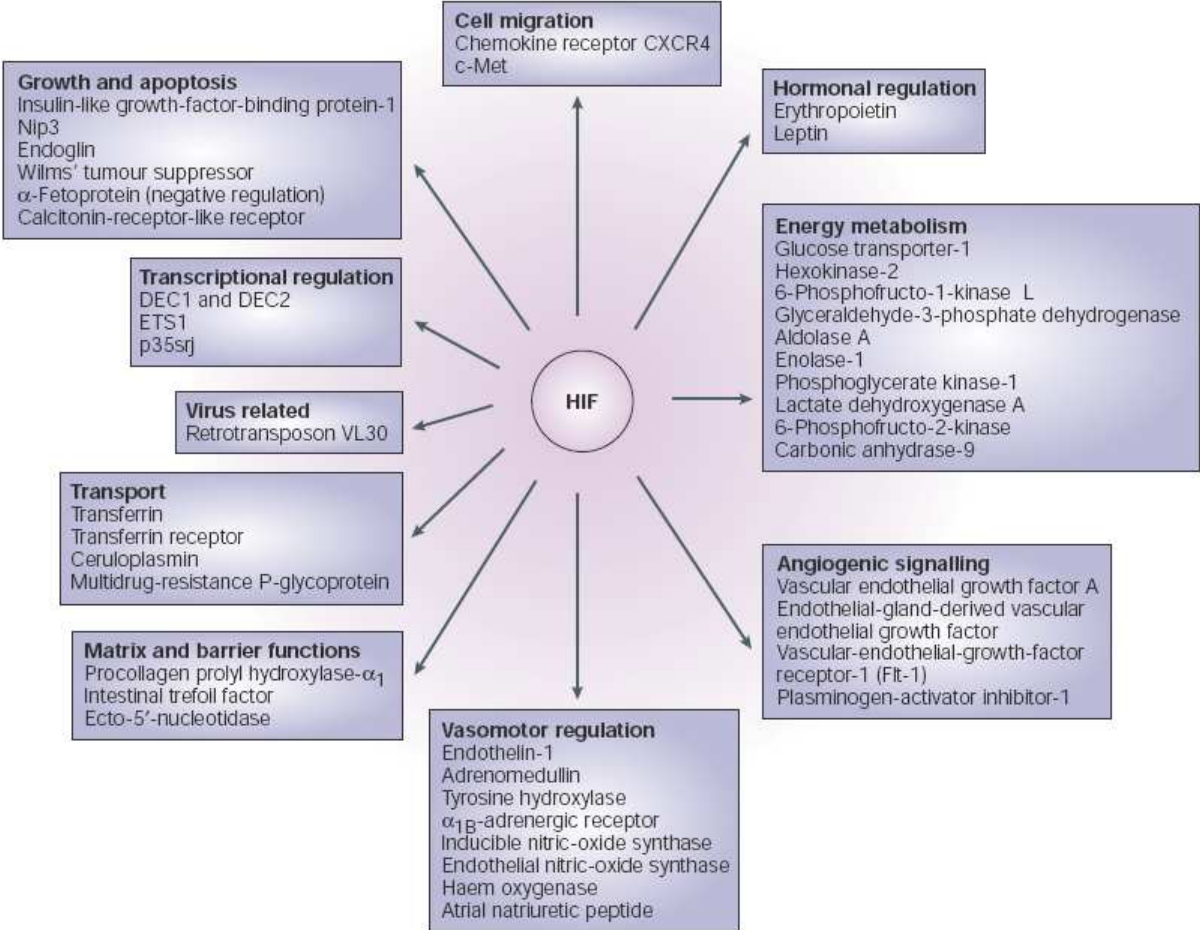 Cell migration
Chemokine receptor CXCR4
c-Met
Growth and apoptosis
Insulin-like growth-factor-binding protein-1
Nip3
Endoglin
Wilms' tumour suppressor
α-Fetoprotein (negative regulation)
Calcitonin-receptor-like receptor
Hormonal regulation
Erythropoietin
Leptin
Energy metabolism
Glucose transporter-1
Hexokinase-2
6-Phosphofructo-1-kinase L
Glyceraldehyde-3-phosphate dehydrogenase
Aldolase A
Enolase-1
Phosphoglycerate kinase-1
Lactate dehydroxygenase A
6-Phosphofructo-2-kinase
Carbonic anhydrase-9
Transcriptional regulation
DEC1 and DEC2
ETS1
p35srj
HIF
Virus related
Retrotransposon VL30
Transport
Transferrin
Transferrin receptor
Ceruloplasmin
Multidrug-resistance P-glycoprotein
Angiogenic signalling
Vascular endothelial growth factor A
Endothelial-gland-derived vascular
endothelial growth factor
Vascular-endothelial-growth-factor
receptor-1 (Flt-1)
Plasminogen-activator inhibitor-1
Matrix and barrier functions
Procollagen prolyl hydroxylase-α1
Intestinal trefoil factor
Ecto-5′-nucleotidase
Vasomotor regulation
Endothelin-1
Adrenomedullin
Tyrosine hydroxylase
α1B-adrenergic receptor
Inducible nitric-oxide synthase
Endothelial nitric-oxide synthase
Haem oxygenase
Atrial natriuretic peptide